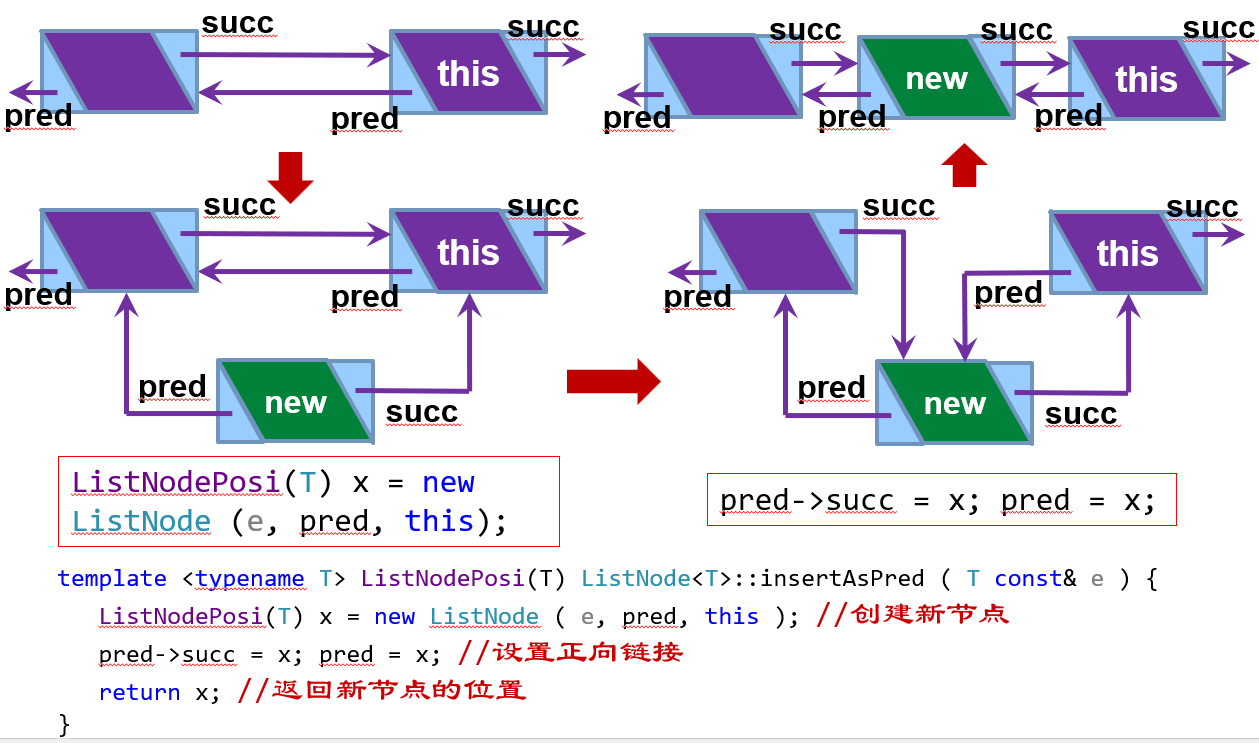 succ
succ
this
pred
pred
succ
succ
succ
new
this
pred
pred
pred
succ
succ
this
pred
pred
pred
new
succ
succ
succ
this
pred
pred
pred
new
succ
ListNodePosi(T) x = new
ListNode (e, pred, this);
pred->succ = x; pred = x;
template <typename T> ListNodePosi(T) ListNode<T>::insertAsPred ( T const& e ) {
ListNodePosi(T) x = new ListNode ( e, pred, this ); //创建新节点
pred->succ = x; pred = x; //设置正向链接
return x; //返回新节点的位置
}